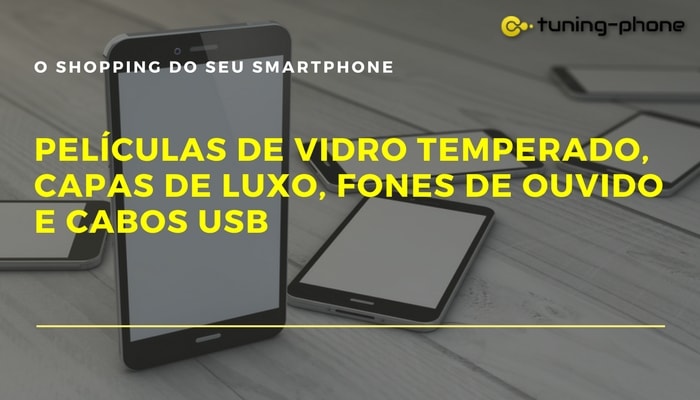 tuning-phone
O SHOPPING DO SEU SMARTPHONE
PELÍCULAS DE VIDRO TEMPERADO,
CAPAS DE LUXO, FONES DE OUVIDO
E CABOS USB